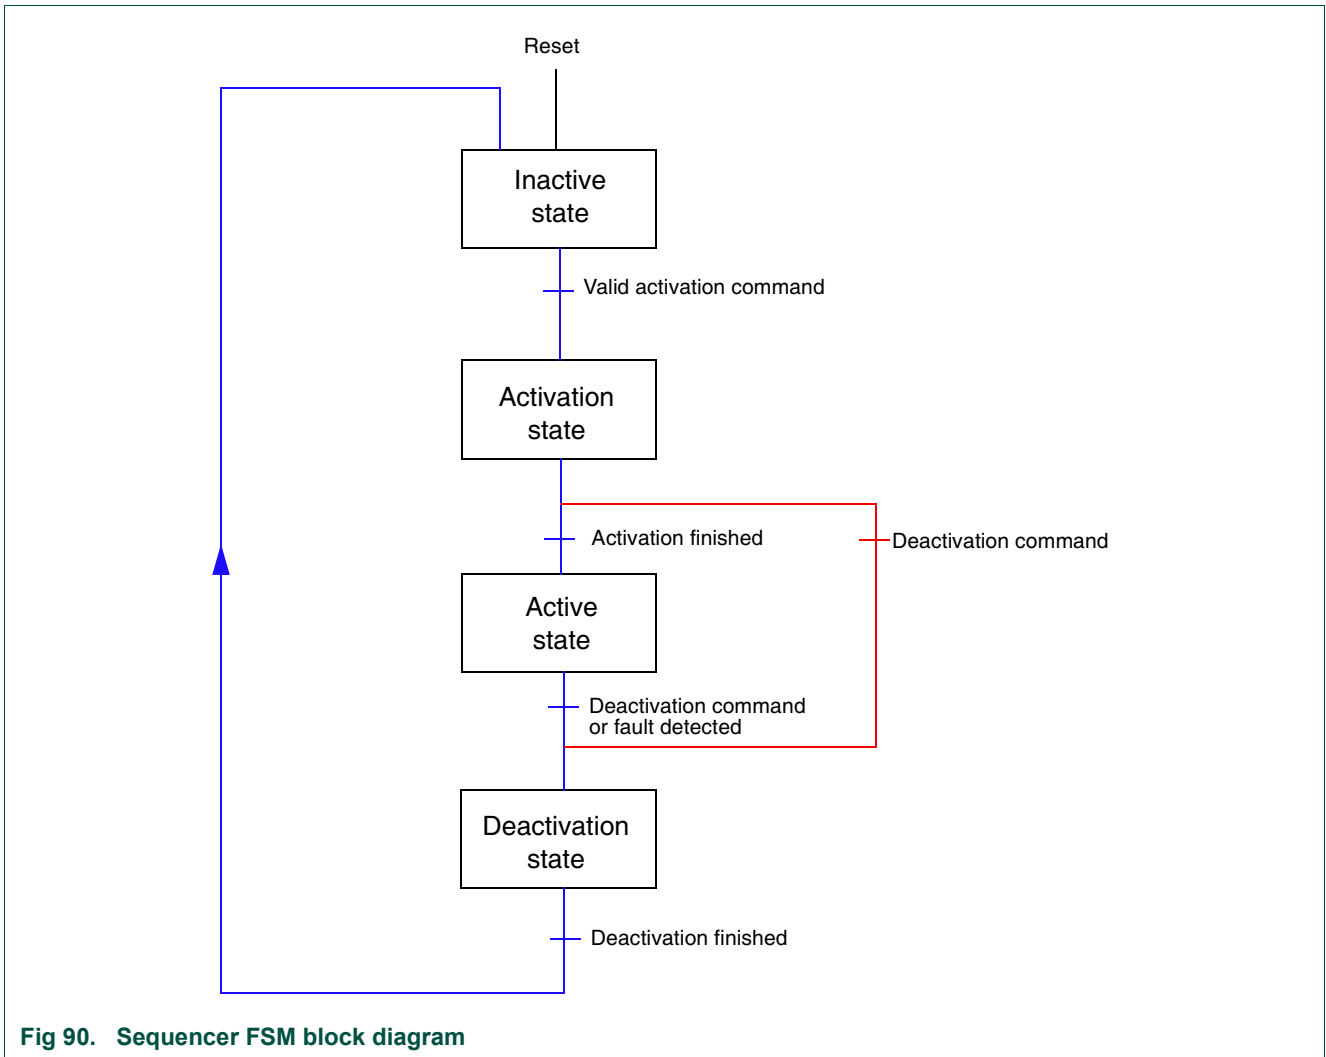 Reset
Inactive
state
Valid activation command
Activation
state
Activation finished
Deactivation command
Active
state
Deactivation command
or fault detected
Deactivation
state
Deactivation finished
Fig 90. Sequencer FSM block diagram